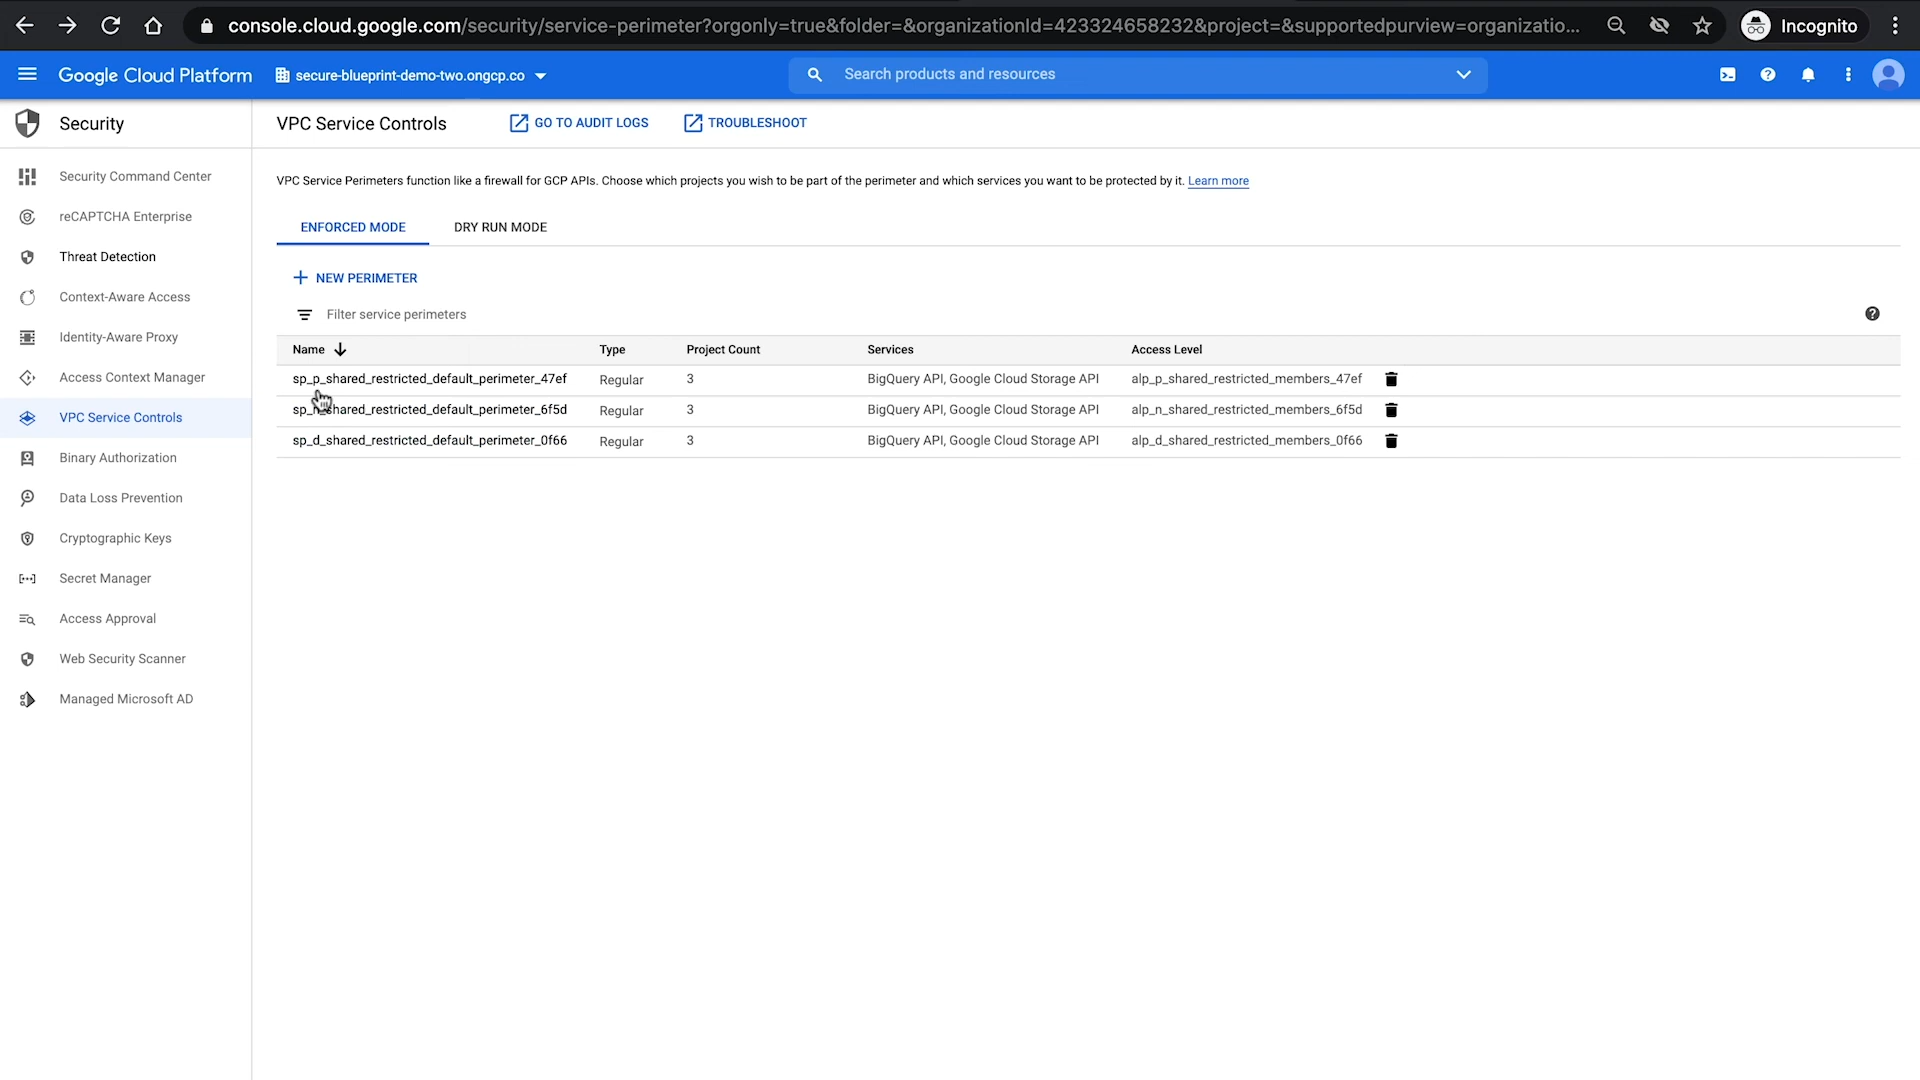 console.cloud.google.com/security/service-perimeter?orgonly=true&folder=&organizationId=423324658232&project=&supportedpurview=organizatio...
Incognito
Google Cloud Platform
secure-blueprint-demo-two.ongcp.co
Search products and resources
Security
VPC Service Controls
GO TO AUDIT LOGS
TROUBLESHOOT
Security Command Center
reCAPTCHA Enterprise
Threat Detection
Context-Aware Access
Identity-Aware Proxy
Access Context Manager
VPC Service Controls
Binary Authorization
Data Loss Prevention
Cryptographic Keys
Secret Manager
Access Approval
Web Security Scanner
Managed Microsoft AD
VPC Service Perimeters function like a firewall for GCP APIs. Choose which projects you wish to be part of the perimeter and which services you want to be protected by it. Learn more
ENFORCED MODE
DRY RUN MODE
NEW PERIMETER
Filter service perimeters
Name Type Project Count Services Access Level
sp_p_shared_restricted_default_perimeter_47ef Regular 3 BigQuery API, Google Cloud Storage API alp_p_shared_restricted_members_47ef
sp_n_shared_restricted_default_perimeter_6f5d Regular 3 BigQuery API, Google Cloud Storage API alp_n_shared_restricted_members_6f5d
sp_d_shared_restricted_default_perimeter_0f66 Regular 3 BigQuery API, Google Cloud Storage API alp_d_shared_restricted_members_0f66